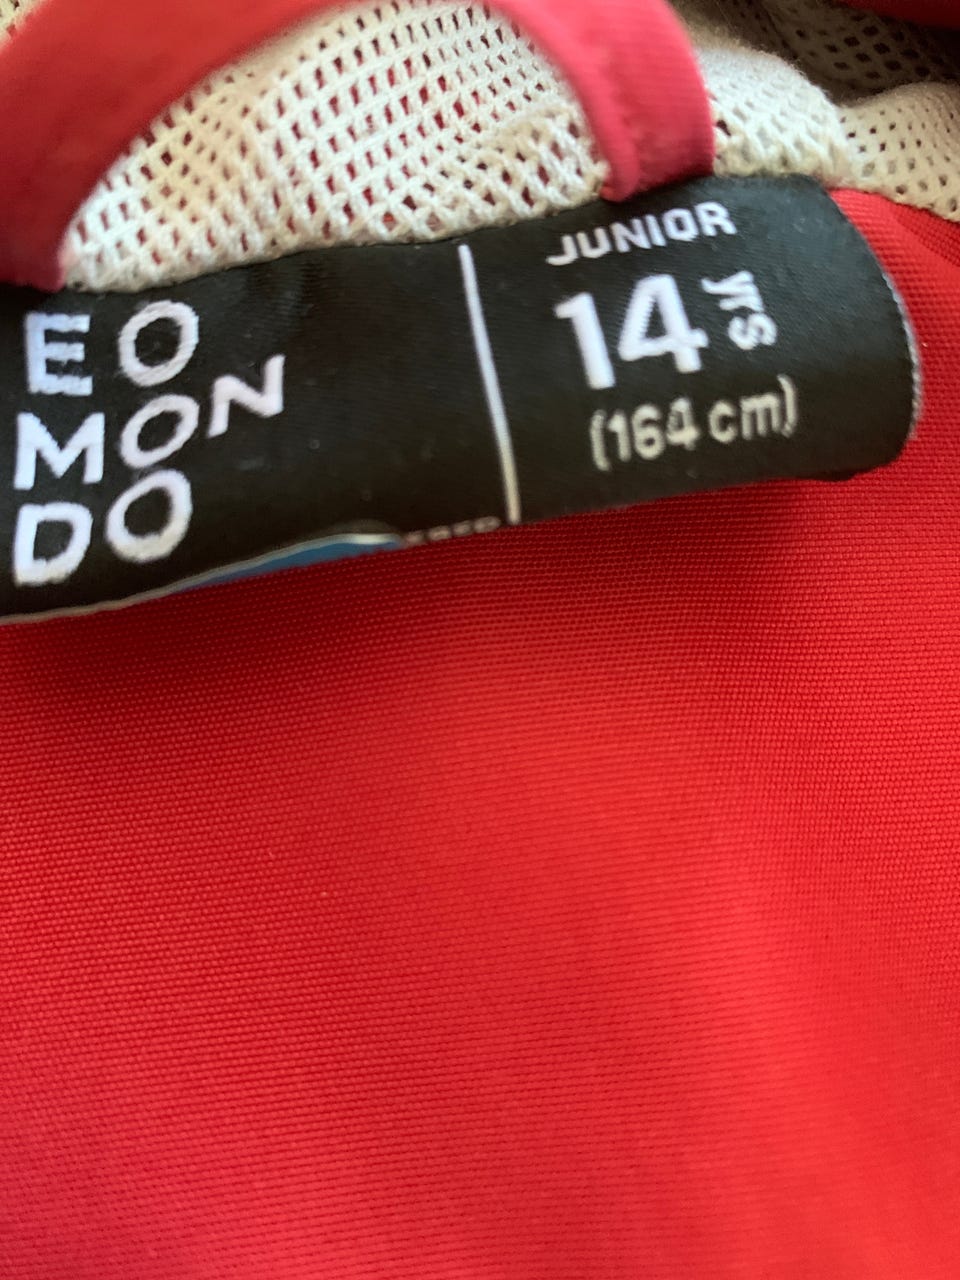 EO
MON
DO
JUNIOR
14 yrs
(164 cm)